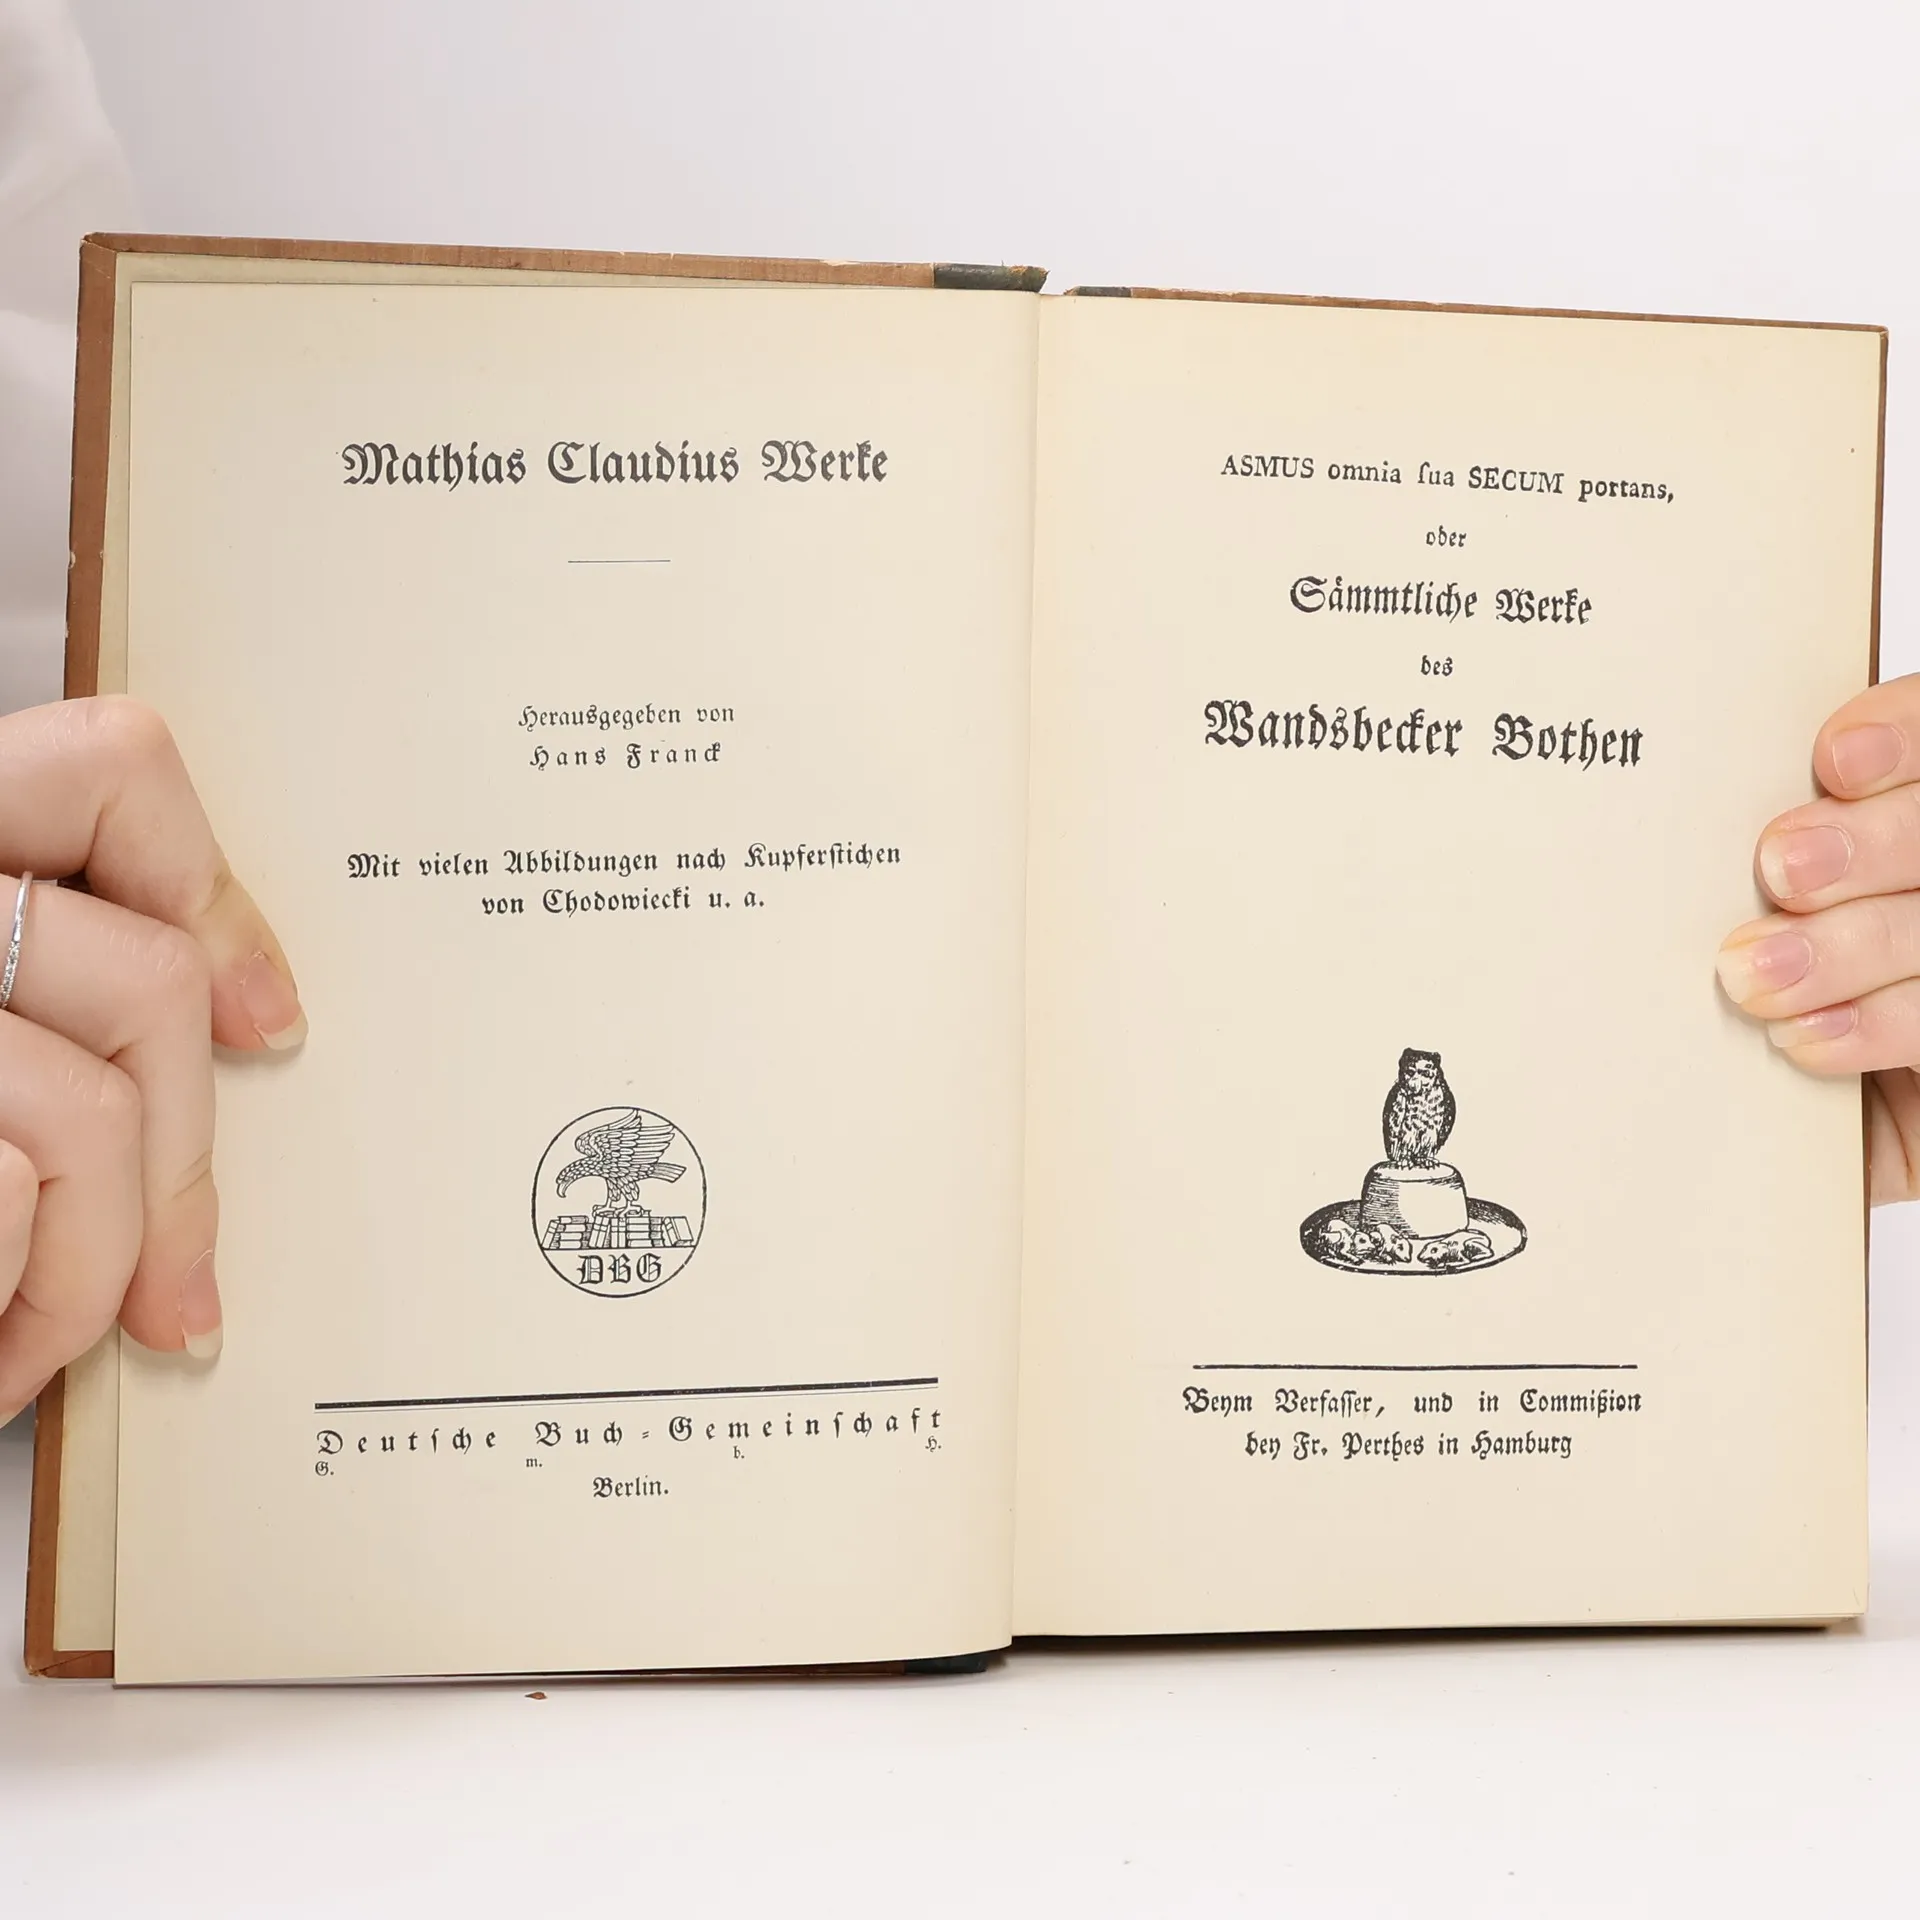 Mathias Claudius Werke
Herausgegeben von
Hans Franck
Mit vielen Abbildungen nach Kupferſtichen
von Chodowiecki u. a.
DBG
Deutſche Buch-Gemeinſchaft
G. m. b. H.
Berlin.
ASMUS omnia ſua SECUM portans,
oder
Saͤmmtliche Werke
des
Wandsbecker Bothen
Beym Verfaſſer, und in Commißion
bey Fr. Perthes in Hamburg